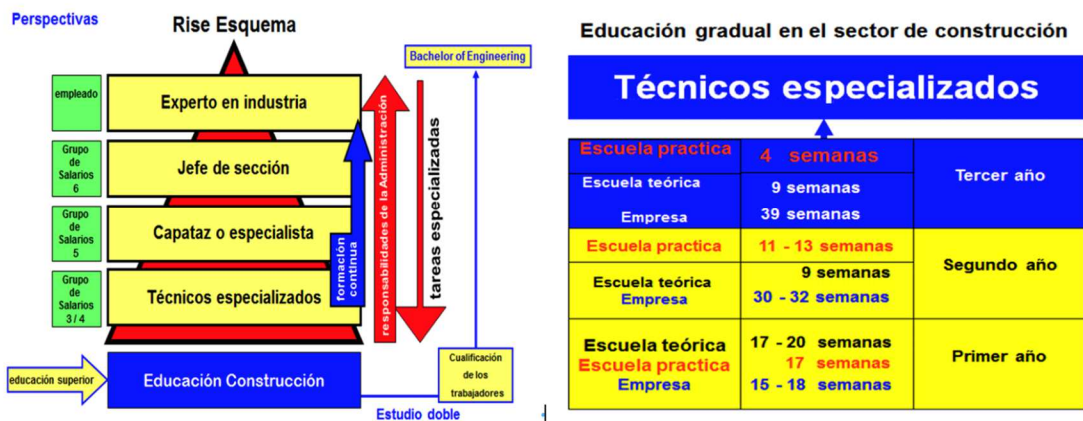 Perspectivas
Rise Esquema
Bachelor of Engineering
empleado
Experto en industria
Grupo
de
Salarios
6
Jefe de sección
Grupo
de
Salarios
5
Capataz o especialista
Grupo
de
Salarios
3 / 4
Técnicos especializados
formación
continua
responsabilidades de la Administración
tareas especializadas
educación superior
Educación Construcción
Cualificación
de los
trabajadores
Estudio doble
Educación gradual en el sector de construcción
Técnicos especializados
Escuela practica 4 semanas
Escuela teórica 9 semanas
Tercer año
Empresa 39 semanas
Escuela practica 11 - 13 semanas
Segundo año
Escuela teórica 9 semanas
Empresa 30 - 32 semanas
Escuela teórica 17 - 20 semanas
Escuela practica 17 semanas
Primer año
Empresa 15 - 18 semanas